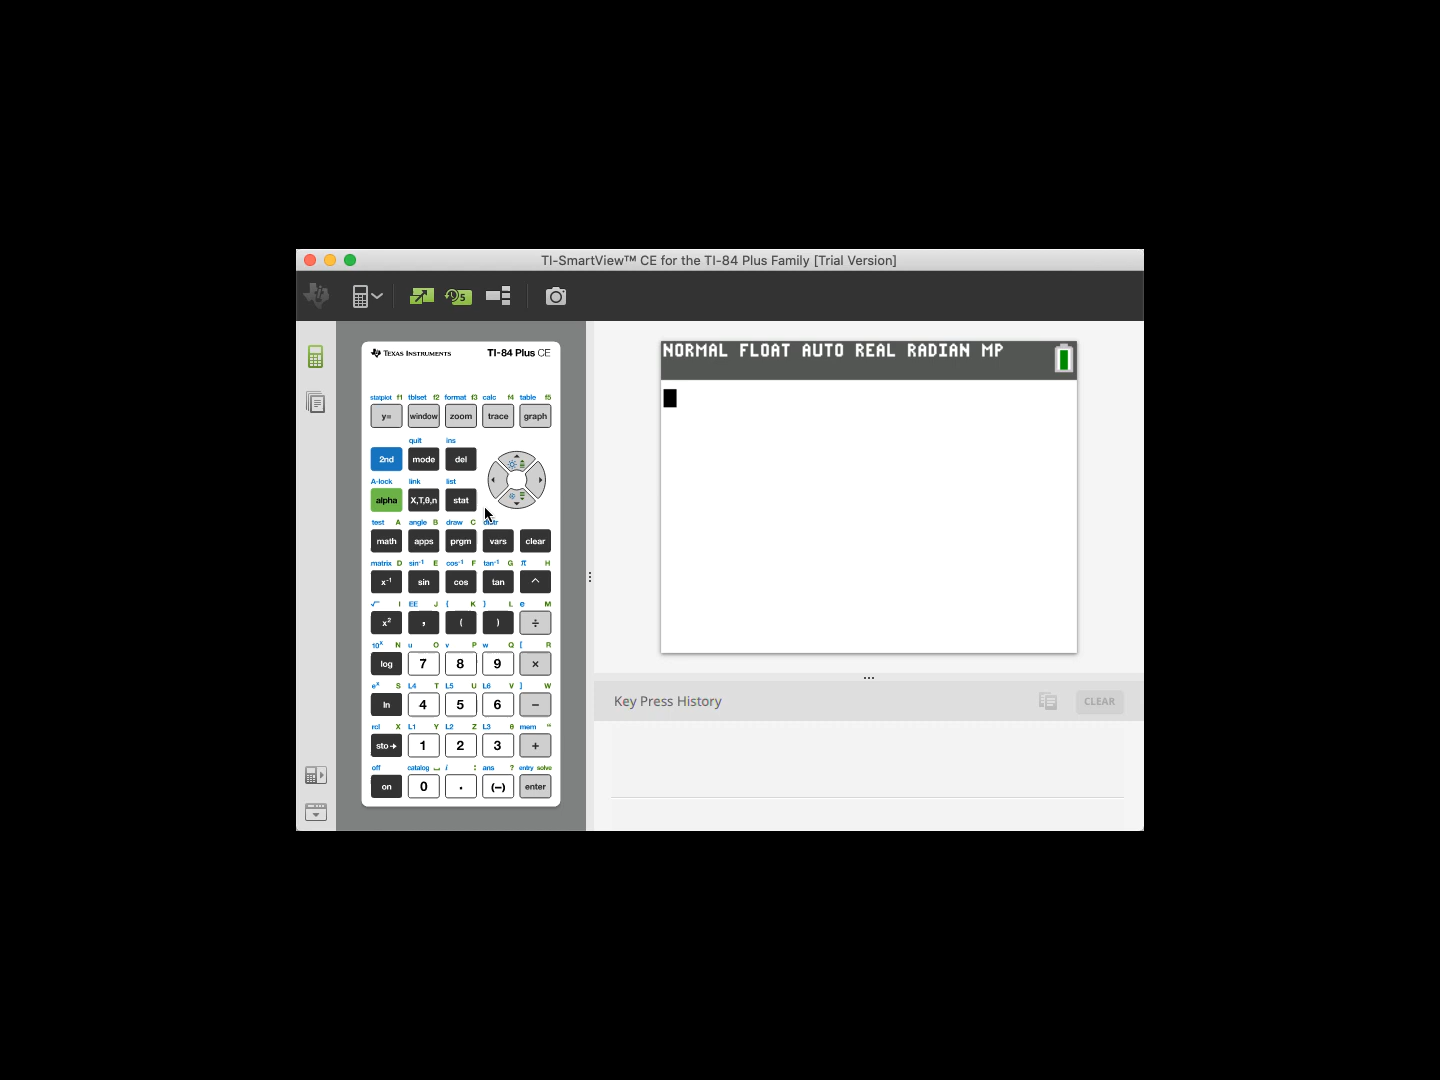 TI-SmartView™ CE for the TI-84 Plus Family [Trial Version]
5
TEXAS INSTRUMENTS TI-84 Plus CE
statplot f1 tblset f2 format f3 calc f4 table f5
y= window zoom trace graph
quit ins
2nd mode del
A-lock link list
alpha X,T,θ,n stat
test A angle B draw C distr
math apps prgm vars clear
matrix D sin⁻¹ E cos⁻¹ F tan⁻¹ G π H
x⁻¹ sin cos tan ^
√ I EE J { K } L e M
x² , ( ) ÷
10ˣ N u O v P w Q [ R
log 7 8 9 ×
eˣ S L4 T L5 U L6 V ] W
ln 4 5 6 −
rcl X L1 Y L2 Z L3 θ mem "
sto→ 1 2 3 +
off catalog ⎵ i : ans ? entry solve
on 0 . (−) enter
NORMAL FLOAT AUTO REAL RADIAN MP
Key Press History
CLEAR